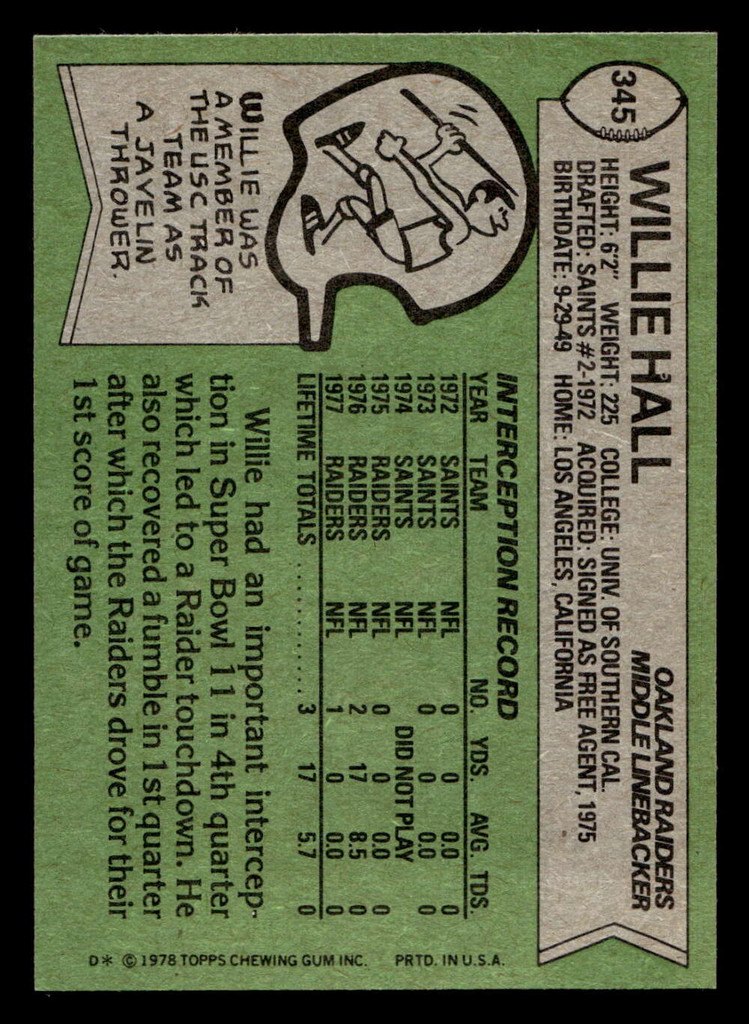 345
WILLIE HALL
OAKLAND RAIDERS
MIDDLE LINEBACKER
HEIGHT: 6'2" WEIGHT: 225 COLLEGE: UNIV. OF SOUTHERN CAL.
DRAFTED: SAINTS #2-1972 ACQUIRED: SIGNED AS FREE AGENT, 1975
BIRTHDATE: 9-29-49 HOME: LOS ANGELES, CALIFORNIA
WILLIE WAS
A MEMBER OF
THE USC TRACK
TEAM AS
A JAVELIN
THROWER.
INTERCEPTION RECORD
YEAR TEAM NO. YDS. AVG. TDS.
1972 SAINTS NFL 0 0 0.0 0
1973 SAINTS NFL 0 0 0.0 0
1974 SAINTS NFL DID NOT PLAY
1975 RAIDERS NFL 0 0 0.0 0
1976 RAIDERS NFL 2 17 8.5 0
1977 RAIDERS NFL 1 0 0.0 0
LIFETIME TOTALS ............ 3 17 5.7 0
Willie had an important intercep-
tion in Super Bowl 11 in 4th quarter
which led to a Raider touchdown. He
also recovered a fumble in 1st quarter
after which the Raiders drove for their
1st score of game.
D* © 1978 TOPPS CHEWING GUM INC. PRTD. IN U.S.A.